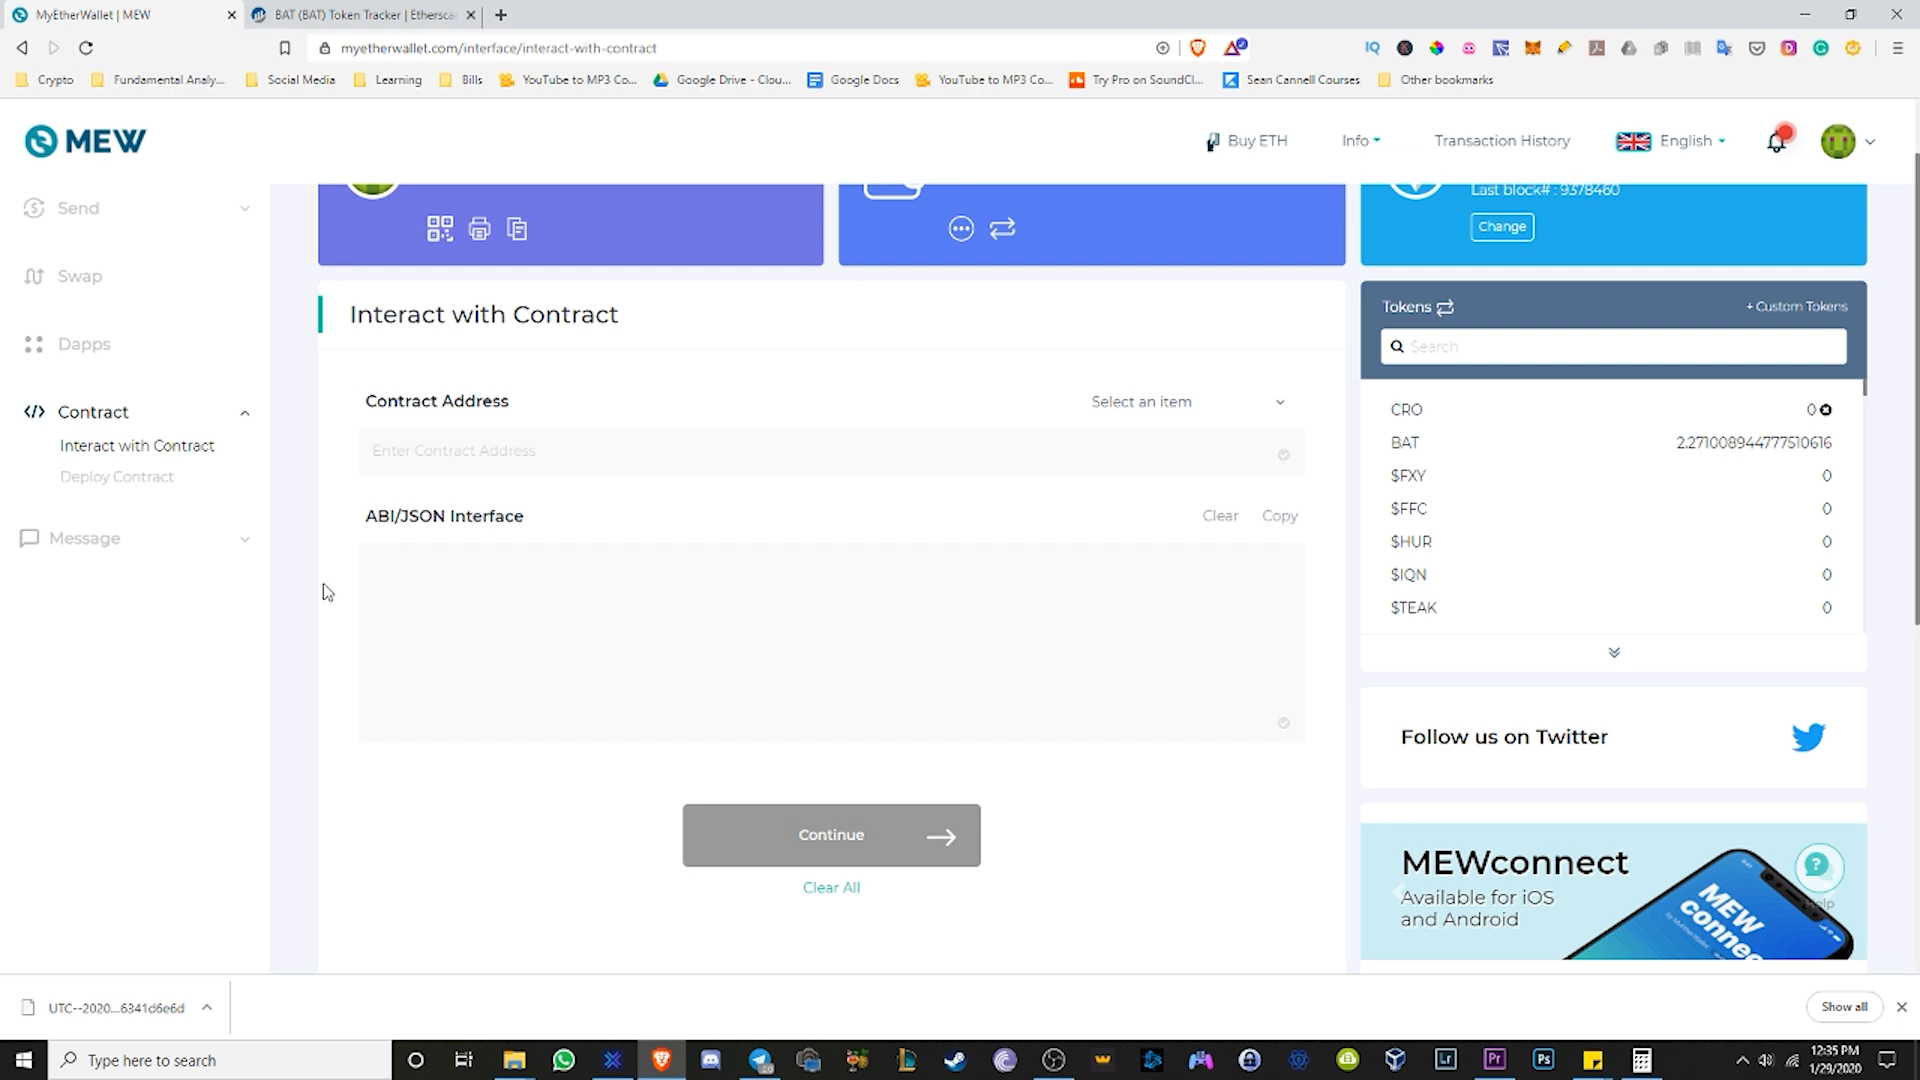 MyEtherWallet | MEW
BAT (BAT) Token Tracker | Ethersca
myetherwallet.com/interface/interact-with-contract
Crypto
Fundamental Analy...
Social Media
Learning
Bills
YouTube to MP3 Co...
Google Drive - Clou...
Google Docs
YouTube to MP3 Co...
Try Pro on SoundCl...
Sean Cannell Courses
Other bookmarks
MEW
Buy ETH
Info
Transaction History
English
Send
Swap
Dapps
Contract
Interact with Contract
Deploy Contract
Message
Last block# : 9378460
Change
Interact with Contract
Contract Address
Select an item
Enter Contract Address
ABI/JSON Interface
Clear
Copy
Continue
Clear All
Tokens
+ Custom Tokens
Search
CRO 0
BAT 2.271008944777510616
$FXY 0
$FFC 0
$HUR 0
$IQN 0
$TEAK 0
Follow us on Twitter
MEWconnect
Available for iOS
and Android
MEW
connect
Help
UTC--2020...6341d6e6d
Show all
Type here to search
Lr
Pr
Ps
12:35 PM
1/29/2020